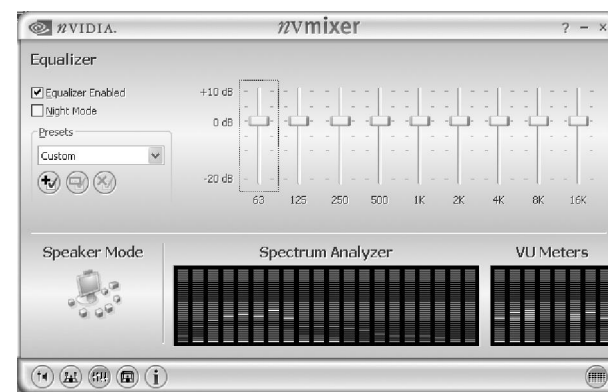 NVIDIA.
nvmixer
? – ×
Equalizer
Equalizer Enabled
Night Mode
Presets
Custom
+10 dB
0 dB
-20 dB
63 125 250 500 1K 2K 4K 8K 16K
Speaker Mode
Spectrum Analyzer
VU Meters
i